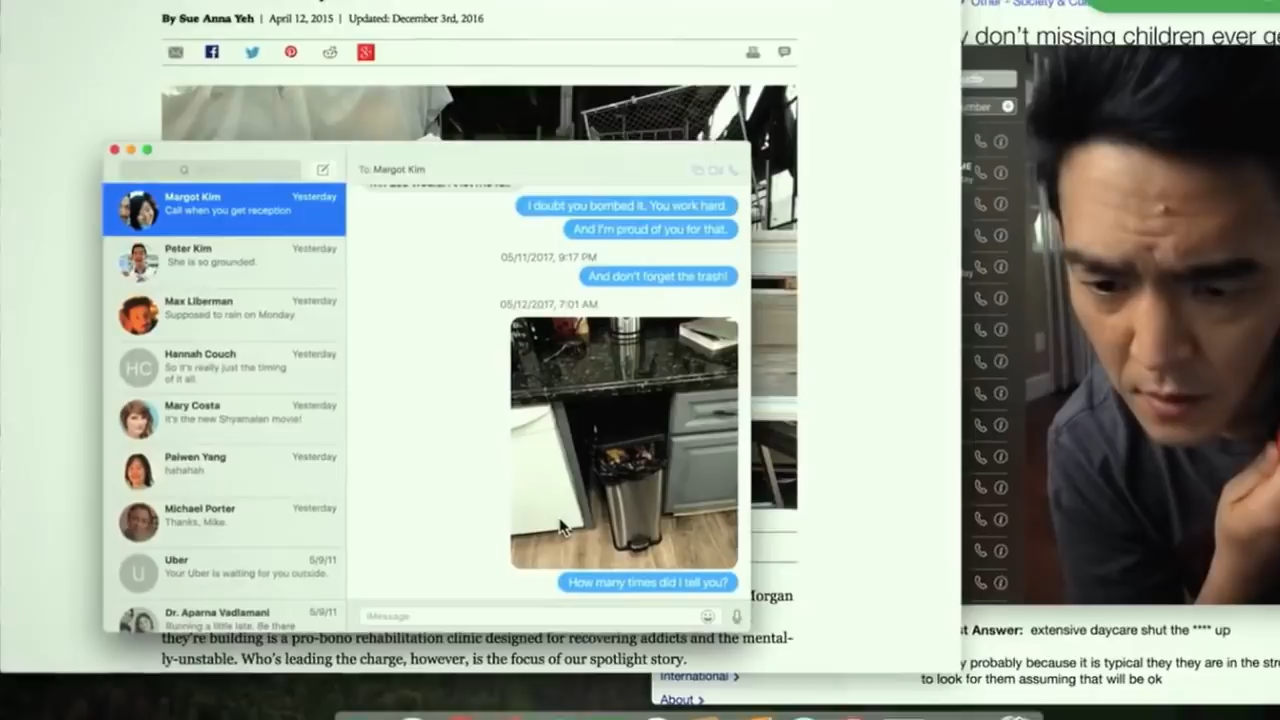 By Sue Anna Yeh | April 12, 2015 | Updated: December 3rd, 2016
Other - Society &
don't missing children ever
To: Margot Kim
Margot Kim Yesterday
Call when you get reception
Peter Kim Yesterday
She is so grounded.
Max Liberman Yesterday
Supposed to rain on Monday
HC
Hannah Couch Yesterday
So it's really just the timing
of it all.
Mary Costa Yesterday
It's the new Shyamalan movie!
Paiwen Yang Yesterday
hahahah
Michael Porter Yesterday
Thanks, Mike.
U
Uber 5/9/11
Your Uber is waiting for you outside.
Dr. Aparna Vadlamani 5/9/11
Running a little late. Be there
I doubt you bombed it. You work hard.
And I'm proud of you for that.
05/11/2017, 9:17 PM
And don't forget the trash!
05/12/2017, 7:01 AM
How many times did I tell you?
iMessage
Morgan
they're building is a pro-bono rehabilitation clinic designed for recovering addicts and the mental-
ly-unstable. Who's leading the charge, however, is the focus of our spotlight story.
International >
About >
Answer: extensive daycare shut the **** up
probably because it is typical they they are in the
to look for them assuming that will be ok